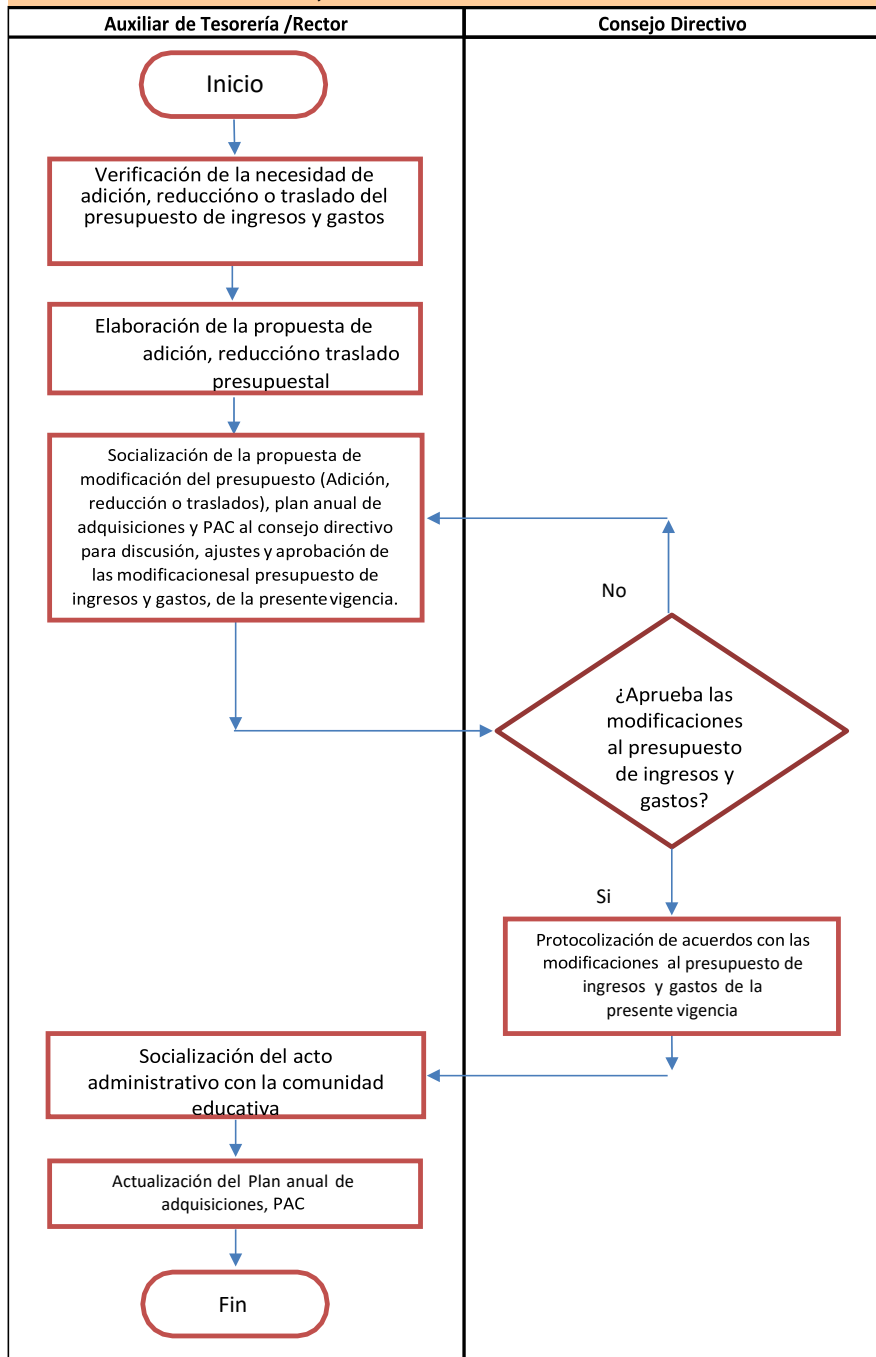 Auxiliar de Tesorería /Rector
Consejo Directivo
Inicio
Verificación de la necesidad de
adición, reduccióno o traslado del
presupuesto de ingresos y gastos
Elaboración de la propuesta de
adición, reduccióno traslado
presupuestal
Socialización de la propuesta de
modificación del presupuesto (Adición,
reducción o traslados), plan anual de
adquisiciones y PAC al consejo directivo
para discusión, ajustes y aprobación de
las modificacionesal presupuesto de
ingresos y gastos, de la presente vigencia.
No
¿Aprueba las
modificaciones
al presupuesto
de ingresos y
gastos?
Si
Protocolización de acuerdos con las
modificaciones al presupuesto de
ingresos y gastos de la
presente vigencia
Socialización del acto
administrativo con la comunidad
educativa
Actualización del Plan anual de
adquisiciones, PAC
Fin